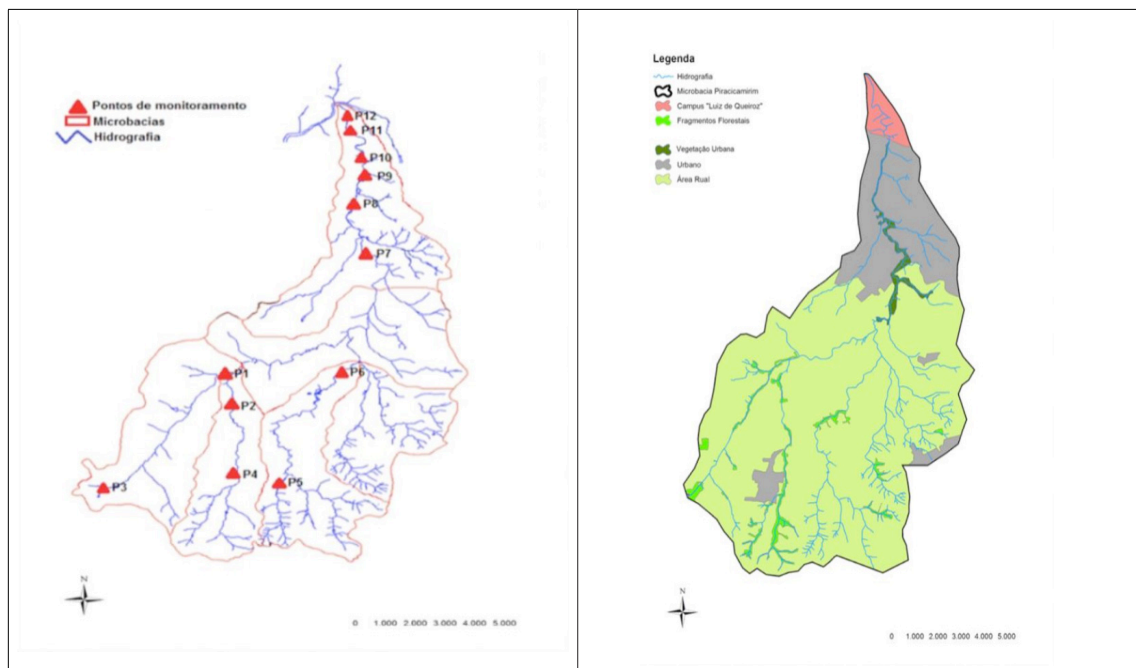 Pontos de monitoramento
Microbacias
Hidrografia
P12
P11
P10
P9
P8
P7
P1
P6
P2
P4
P3
P5
N
0 1.000 2.000 3.000 4.000 5.000
Legenda
Hidrografia
Microbacia Piracicamirim
Campus "Luiz de Queiroz"
Fragmentos Florestais
Vegetação Urbana
Urbano
Área Rual
N
0 1.000 2.000 3.000 4.000 5.000